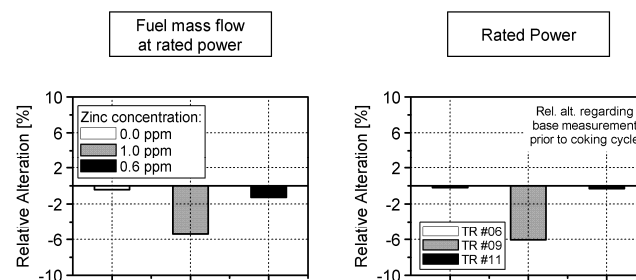 Fuel mass flow
at rated power
Rated Power
Relative Alteration [%]
10
6
2
-2
-6
-10
Zinc concentration:
0.0 ppm
1.0 ppm
0.6 ppm
Relative Alteration [%]
10
6
2
-2
-6
-10
Rel. alt. regarding
base measurement
prior to coking cycle
TR #06
TR #09
TR #11